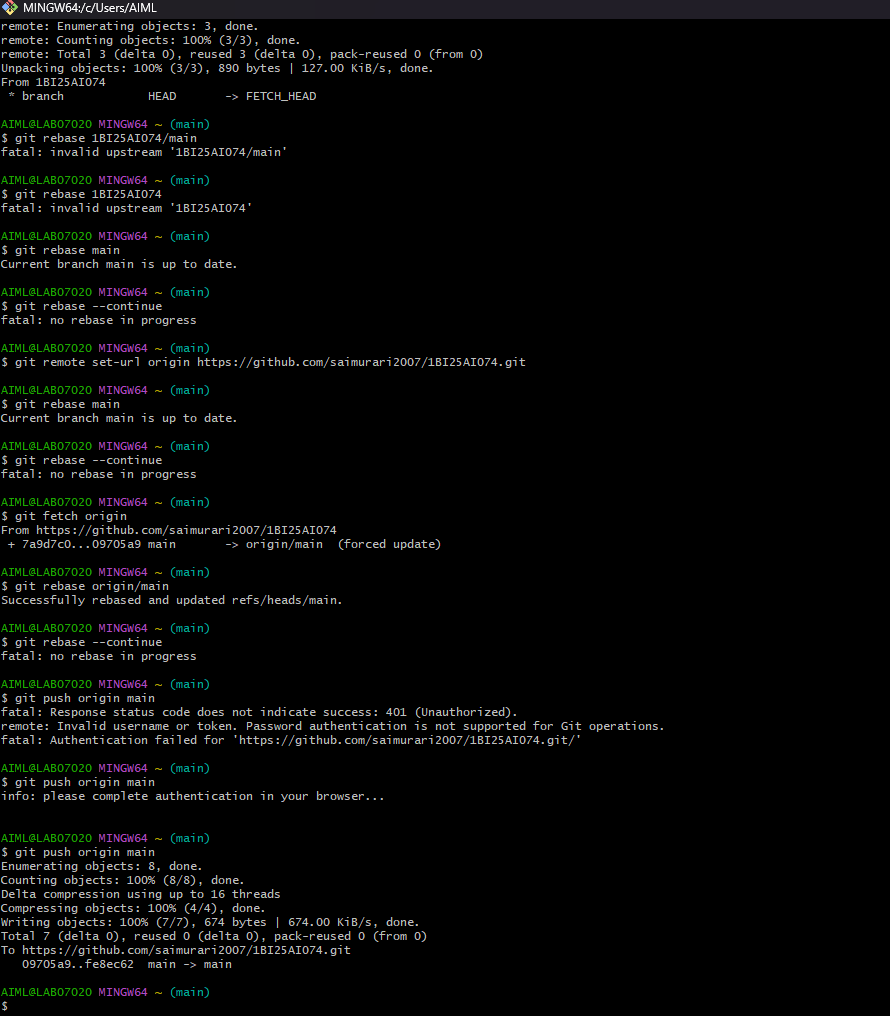 MINGW64:/c/Users/AIML
remote: Enumerating objects: 3, done.
remote: Counting objects: 100% (3/3), done.
remote: Total 3 (delta 0), reused 3 (delta 0), pack-reused 0 (from 0)
Unpacking objects: 100% (3/3), 890 bytes | 127.00 KiB/s, done.
From 1BI25AI074
 * branch            HEAD       -> FETCH_HEAD

AIML@LAB07020 MINGW64 ~ (main)
$ git rebase 1BI25AI074/main
fatal: invalid upstream '1BI25AI074/main'

AIML@LAB07020 MINGW64 ~ (main)
$ git rebase 1BI25AI074
fatal: invalid upstream '1BI25AI074'

AIML@LAB07020 MINGW64 ~ (main)
$ git rebase main
Current branch main is up to date.

AIML@LAB07020 MINGW64 ~ (main)
$ git rebase --continue
fatal: no rebase in progress

AIML@LAB07020 MINGW64 ~ (main)
$ git remote set-url origin https://github.com/saimurari2007/1BI25AI074.git

AIML@LAB07020 MINGW64 ~ (main)
$ git rebase main
Current branch main is up to date.

AIML@LAB07020 MINGW64 ~ (main)
$ git rebase --continue
fatal: no rebase in progress

AIML@LAB07020 MINGW64 ~ (main)
$ git fetch origin
From https://github.com/saimurari2007/1BI25AI074
 + 7a9d7c0...09705a9 main       -> origin/main  (forced update)

AIML@LAB07020 MINGW64 ~ (main)
$ git rebase origin/main
Successfully rebased and updated refs/heads/main.

AIML@LAB07020 MINGW64 ~ (main)
$ git rebase --continue
fatal: no rebase in progress

AIML@LAB07020 MINGW64 ~ (main)
$ git push origin main
fatal: Response status code does not indicate success: 401 (Unauthorized).
remote: Invalid username or token. Password authentication is not supported for Git operations.
fatal: Authentication failed for 'https://github.com/saimurari2007/1BI25AI074.git/'

AIML@LAB07020 MINGW64 ~ (main)
$ git push origin main
info: please complete authentication in your browser...

AIML@LAB07020 MINGW64 ~ (main)
$ git push origin main
Enumerating objects: 8, done.
Counting objects: 100% (8/8), done.
Delta compression using up to 16 threads
Compressing objects: 100% (4/4), done.
Writing objects: 100% (7/7), 674 bytes | 674.00 KiB/s, done.
Total 7 (delta 0), reused 0 (delta 0), pack-reused 0 (from 0)
To https://github.com/saimurari2007/1BI25AI074.git
   09705a9..fe8ec62  main -> main

AIML@LAB07020 MINGW64 ~ (main)
$